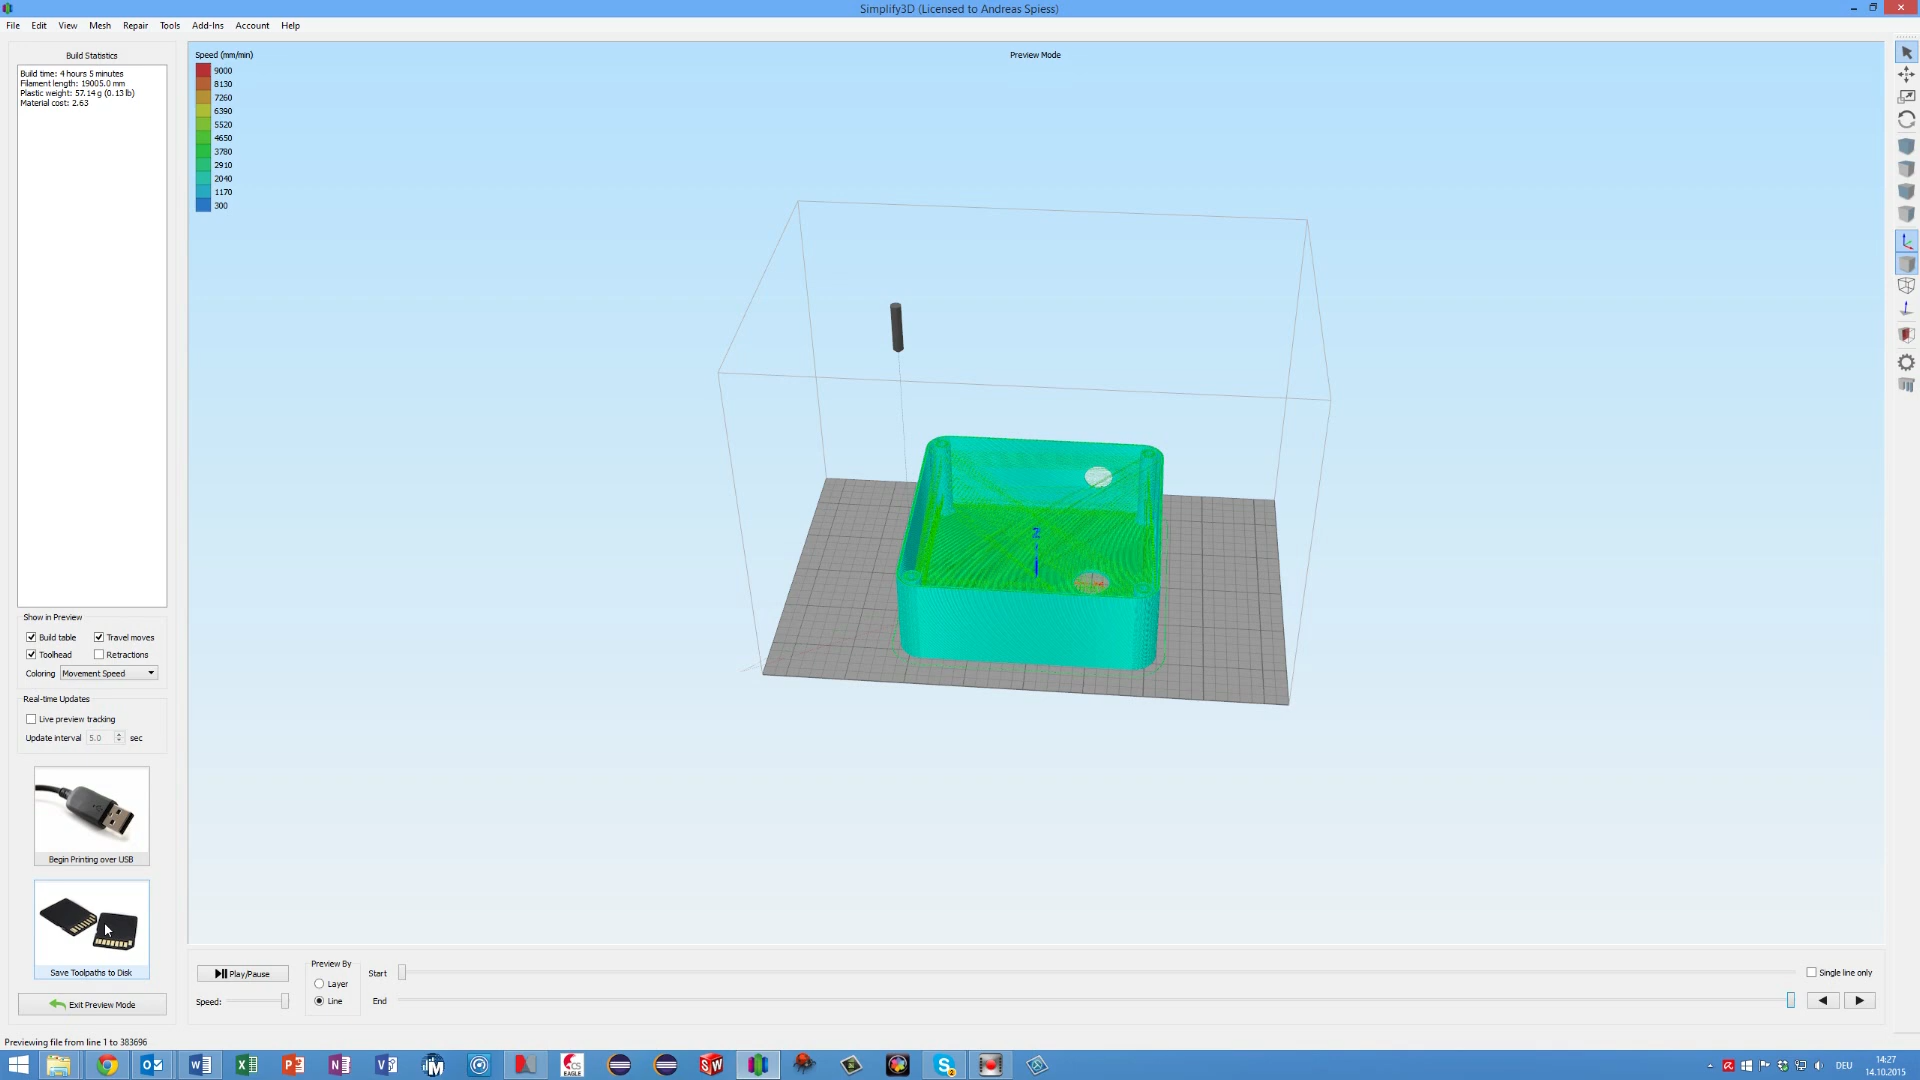 Simplify3D (Licensed to Andreas Spiess)
File Edit View Mesh Repair Tools Add-Ins Account Help
Build Statistics
Build time: 4 hours 5 minutes
Filament length: 19005.0 mm
Plastic weight: 57.14 g (0.13 lb)
Material cost: 2.63
Speed (mm/min)
9000
8130
7260
6390
5520
4650
3780
2910
2040
1170
300
Preview Mode
Z
Show in Preview
Build table Travel moves
Toolhead Retractions
Coloring Movement Speed
Real-time Updates
Live preview tracking
Update interval 5.0 sec
Begin Printing over USB
Save Toolpaths to Disk
Exit Preview Mode
Play/Pause
Speed:
Preview By
Layer
Line
Start
End
Single line only
Previewing file from line 1 to 383696
EAGLE
DEU
14:27
14.10.2015